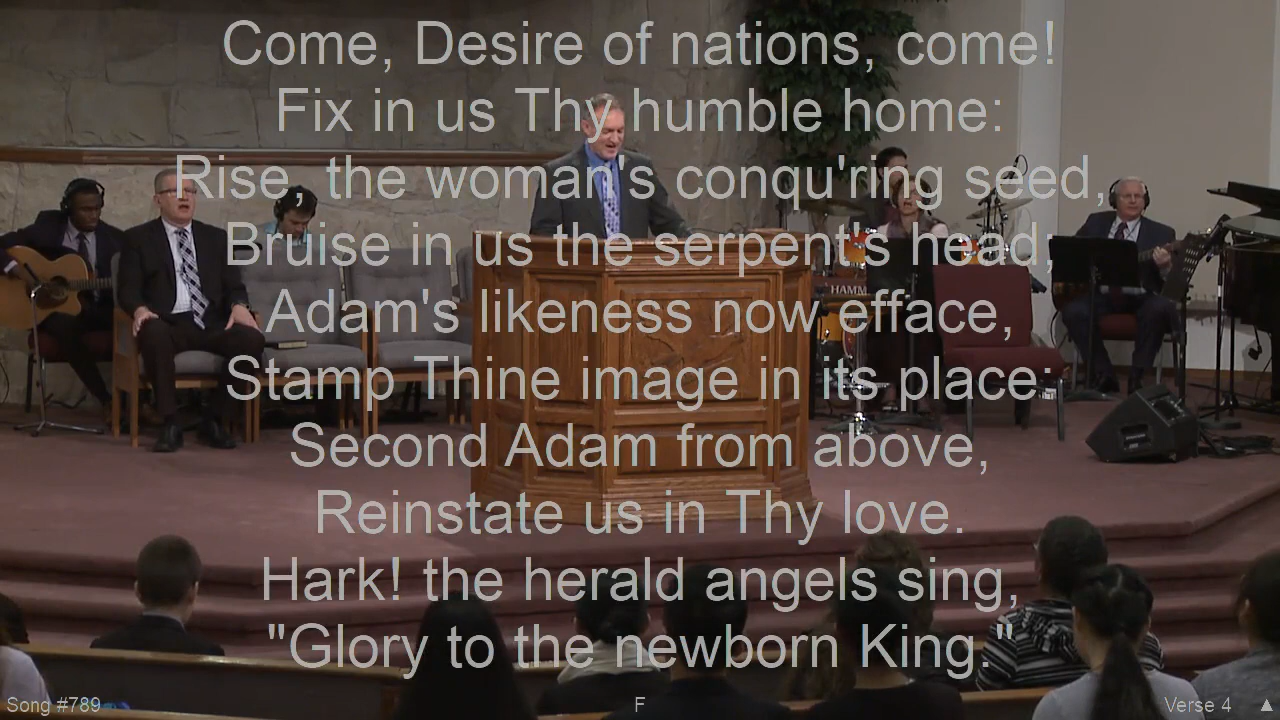 Come, Desire of nations, come!
Fix in us Thy humble home:
Rise, the woman's conqu'ring seed,
Bruise in us the serpent's head;
Adam's likeness now efface,
Stamp Thine image in its place:
Second Adam from above,
Reinstate us in Thy love.
Hark! the herald angels sing,
"Glory to the newborn King."
HAMM
Song #789
F
Verse 4 ▲